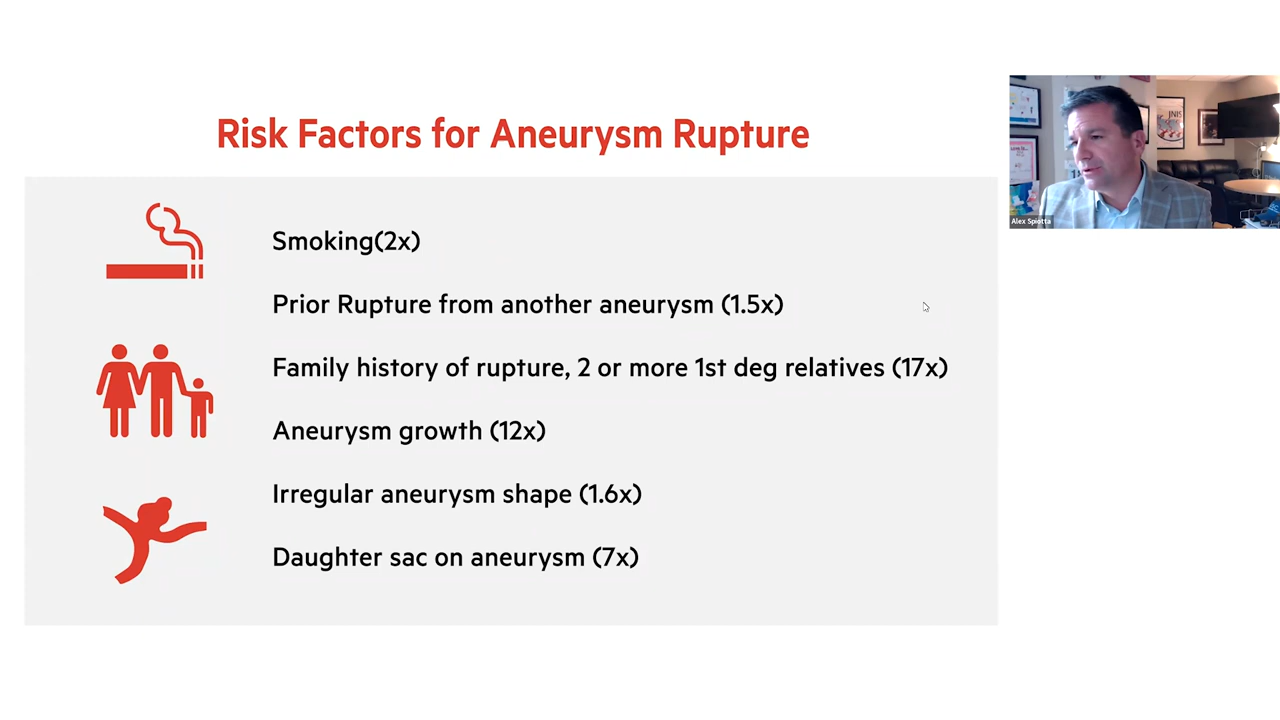 Risk Factors for Aneurysm Rupture
Smoking(2x)
Prior Rupture from another aneurysm (1.5x)
Family history of rupture, 2 or more 1st deg relatives (17x)
Aneurysm growth (12x)
Irregular aneurysm shape (1.6x)
Daughter sac on aneurysm (7x)
JNIS
Alex Spiotta